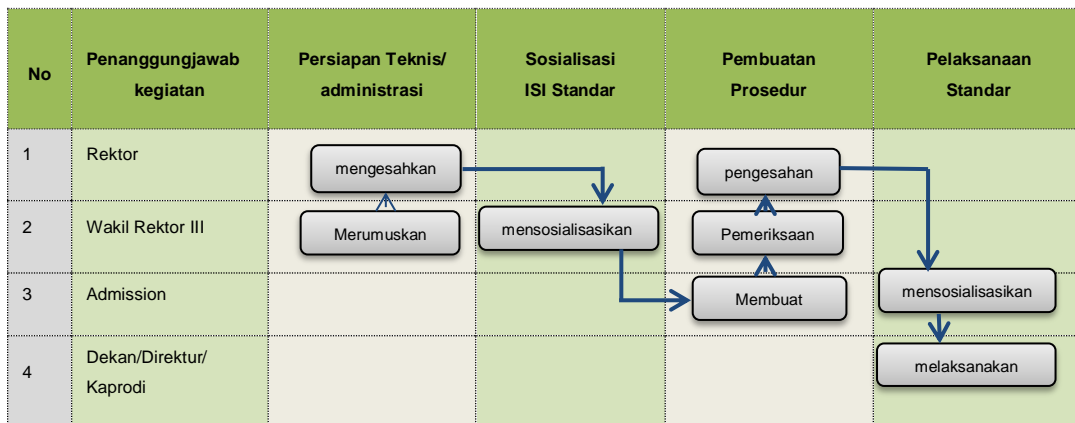 No
Penanggungjawab
kegiatan
Persiapan Teknis/
administrasi
Sosialisasi
ISI Standar
Pembuatan
Prosedur
Pelaksanaan
Standar
1
Rektor
mengesahkan
pengesahan
2
Wakil Rektor III
Merumuskan
mensosialisasikan
Pemeriksaan
3
Admission
Membuat
mensosialisasikan
4
Dekan/Direktur/
Kaprodi
melaksanakan